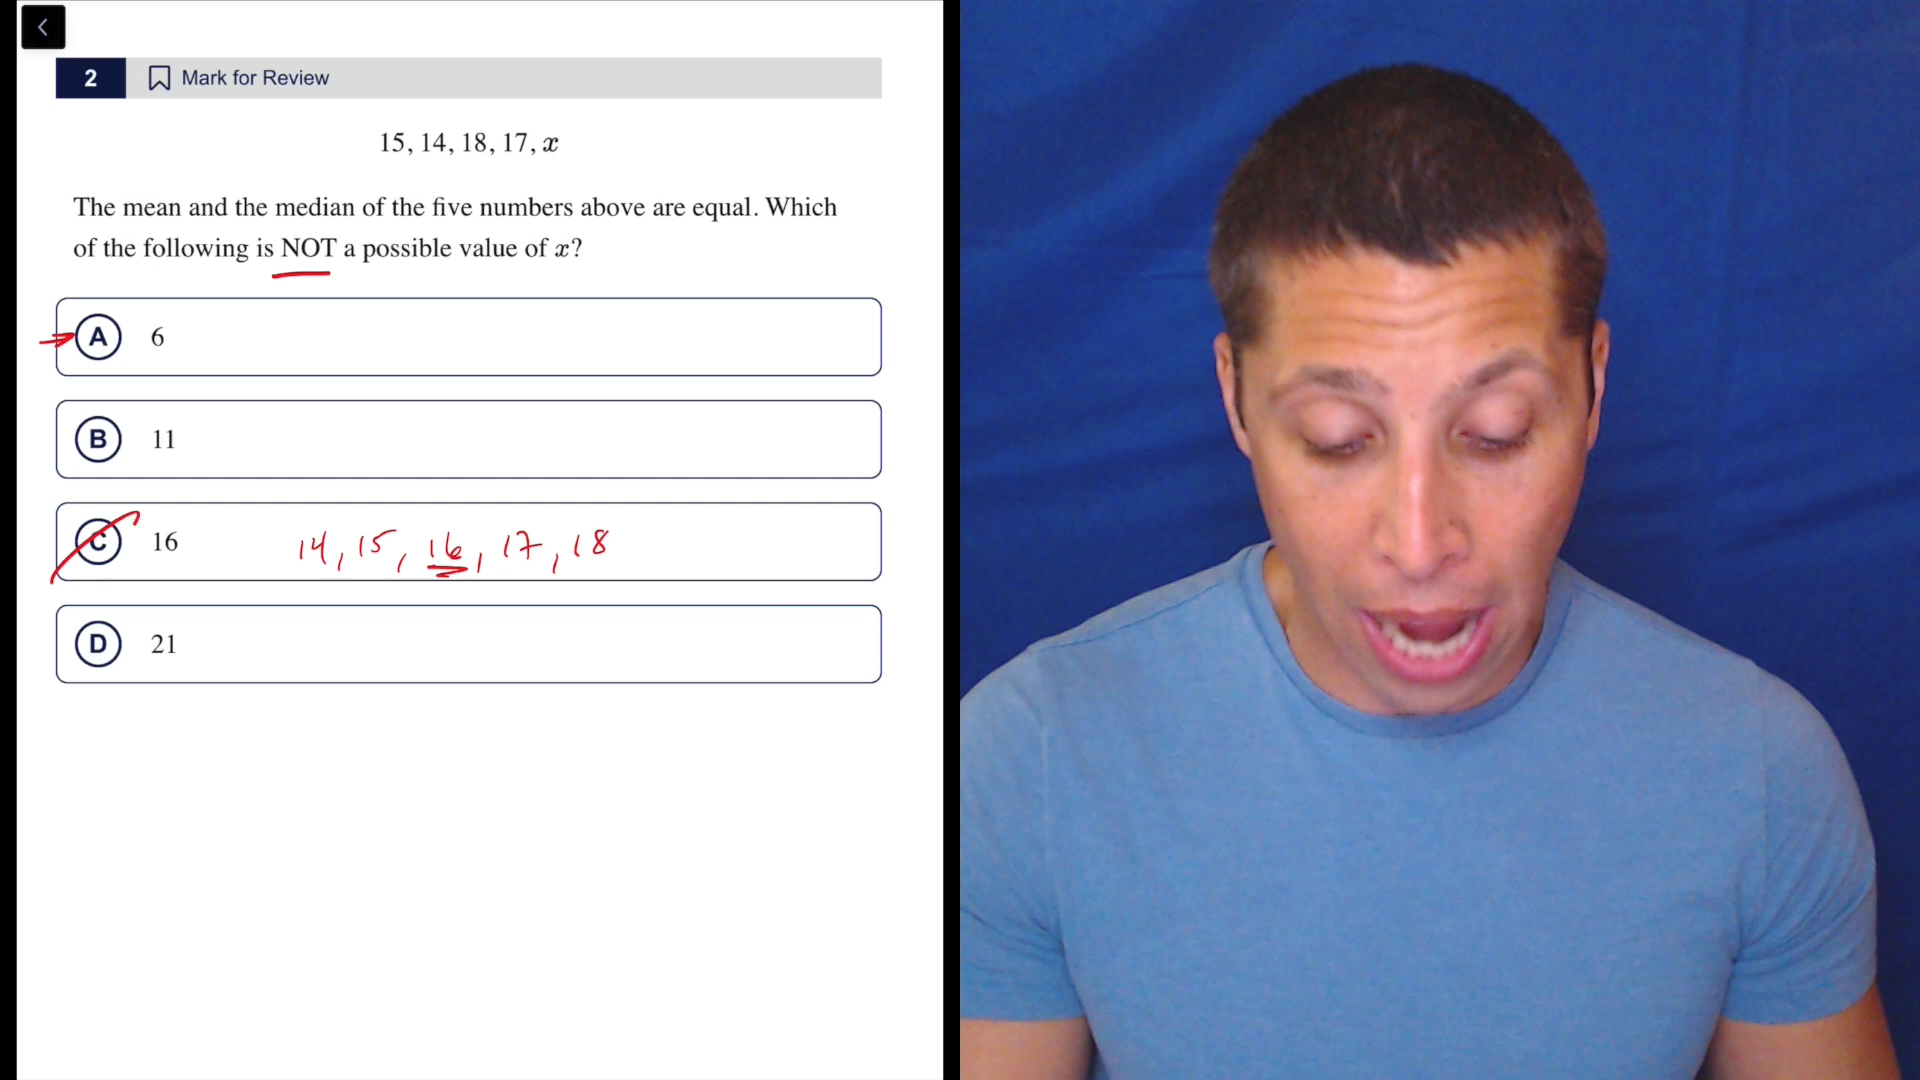 2 Mark for Review
15, 14, 18, 17, x
The mean and the median of the five numbers above are equal. Which
of the following is NOT a possible value of x?
A 6
B 11
C 16 14, 15, 16, 17, 18
D 21